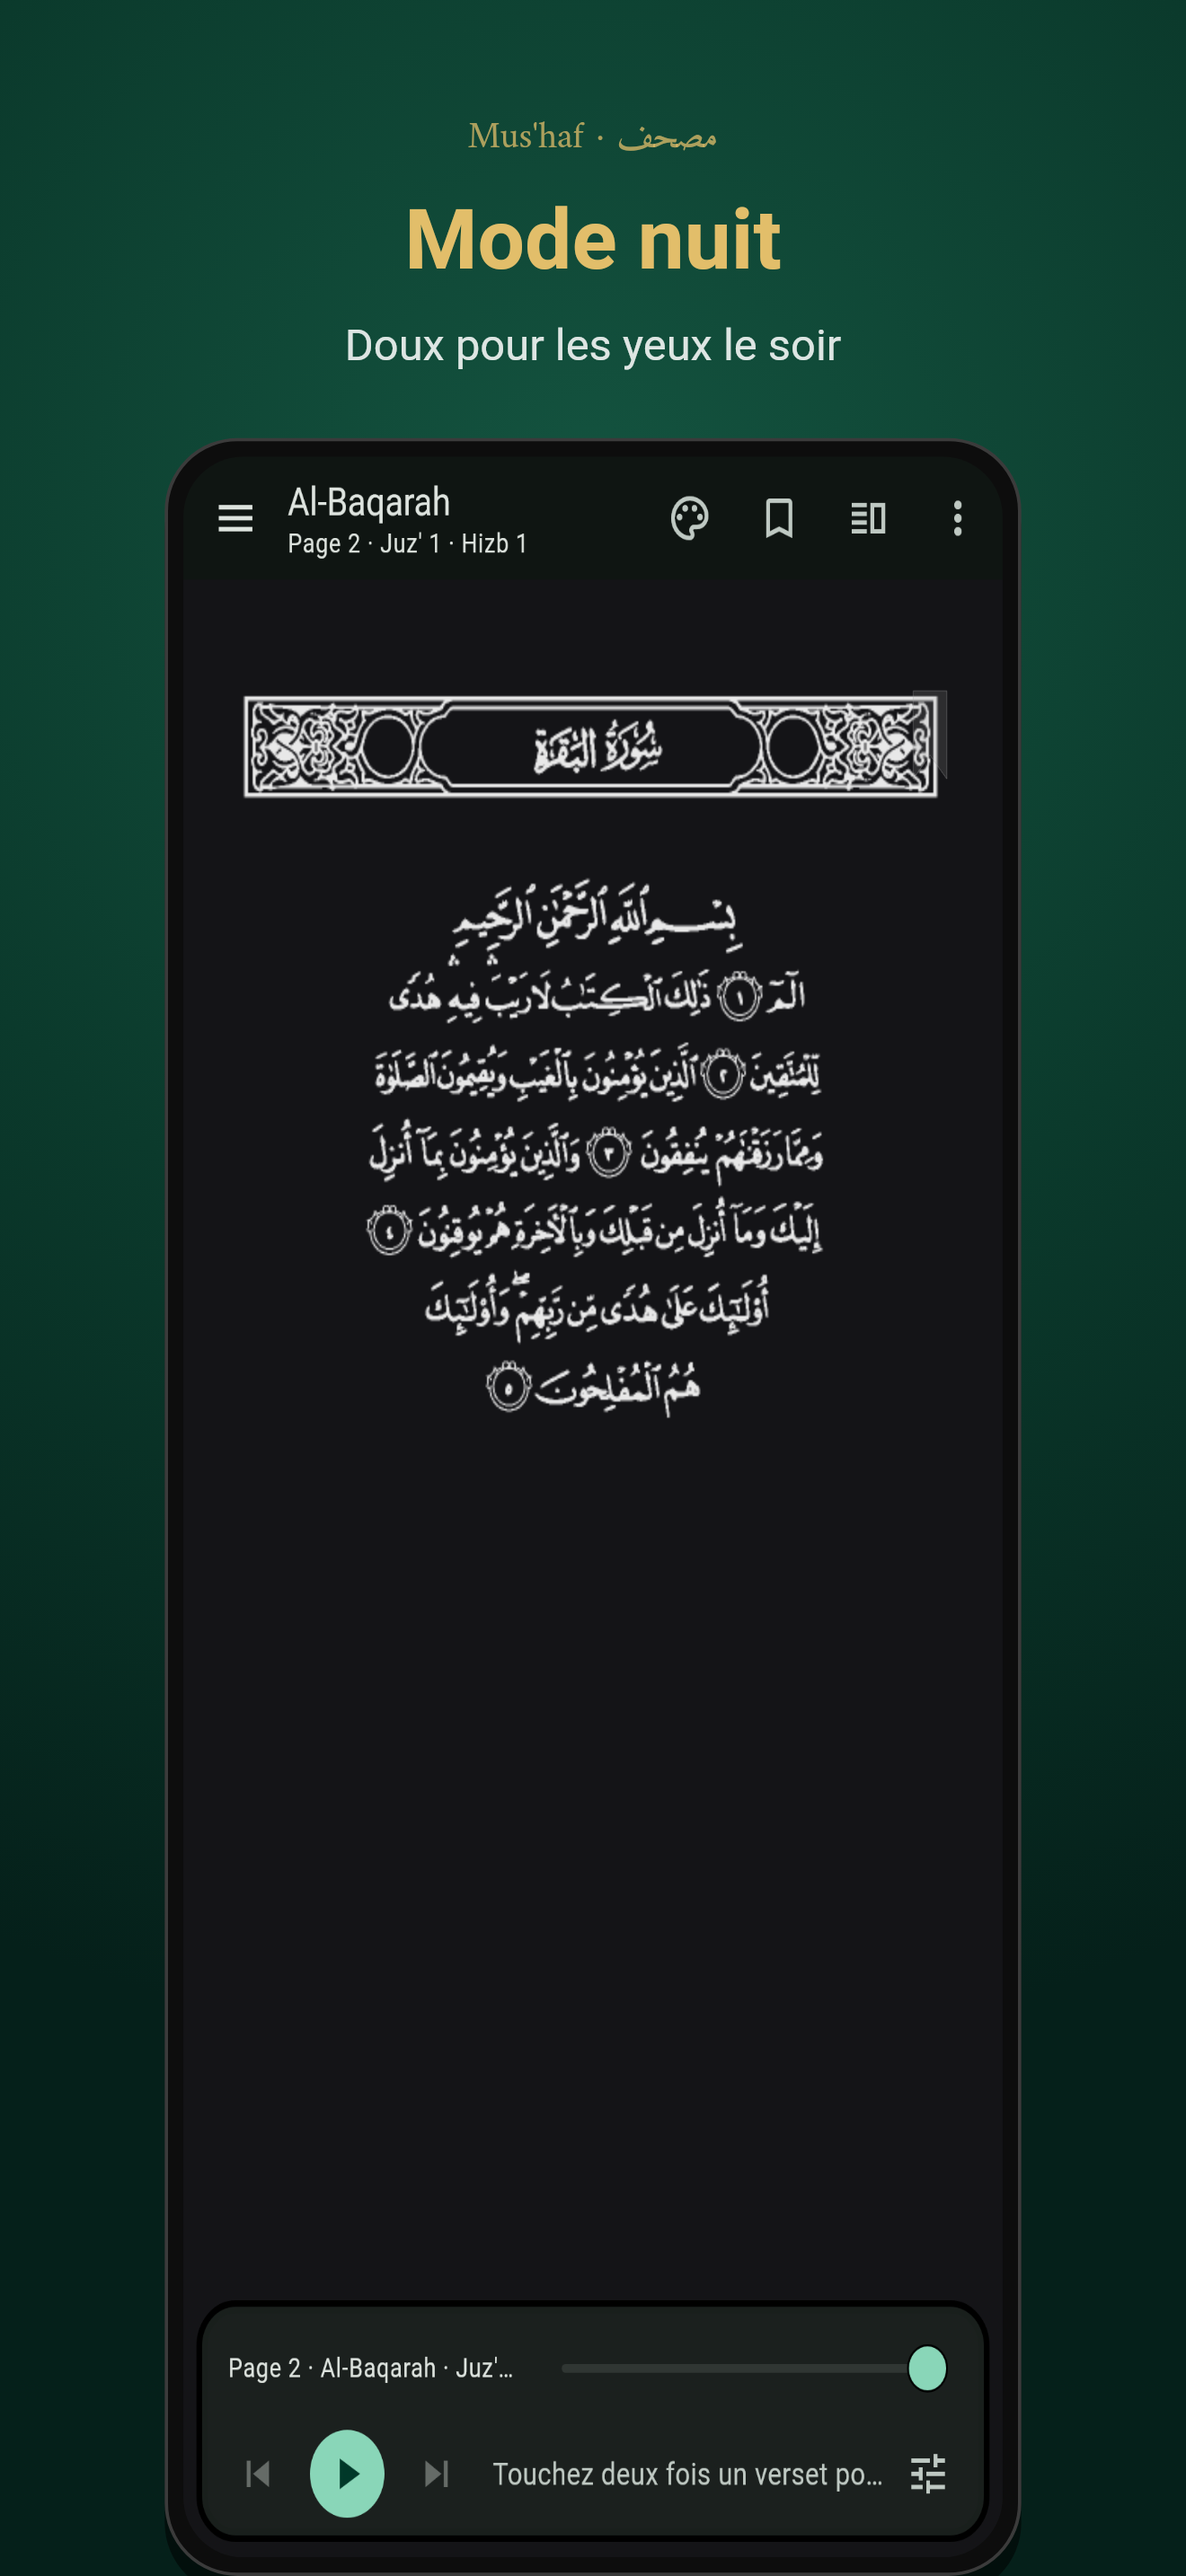 Mus'haf · مصحف
Mode nuit
Doux pour les yeux le soir
Al-Baqarah
Page 2 · Juz' 1 · Hizb 1
سُورَةُ البَقَرَةِ
بِسْمِ ٱللَّهِ ٱلرَّحْمَٰنِ ٱلرَّحِيمِ
الٓمٓ ١ ذَٰلِكَ ٱلْكِتَٰبُ لَا رَيْبَ ۛ فِيهِ ۛ هُدًى
لِّلْمُتَّقِينَ ٢ ٱلَّذِينَ يُؤْمِنُونَ بِٱلْغَيْبِ وَيُقِيمُونَ ٱلصَّلَوٰةَ
وَمِمَّا رَزَقْنَٰهُمْ يُنفِقُونَ ٣ وَٱلَّذِينَ يُؤْمِنُونَ بِمَآ أُنزِلَ
إِلَيْكَ وَمَآ أُنزِلَ مِن قَبْلِكَ وَبِٱلْأَخِرَةِ هُمْ يُوقِنُونَ ٤
أُو۟لَٰٓئِكَ عَلَىٰ هُدًى مِّن رَّبِّهِمْ ۖ وَأُو۟لَٰٓئِكَ
هُمُ ٱلْمُفْلِحُونَ ٥
Page 2 · Al-Baqarah · Juz'...
Touchez deux fois un verset po...